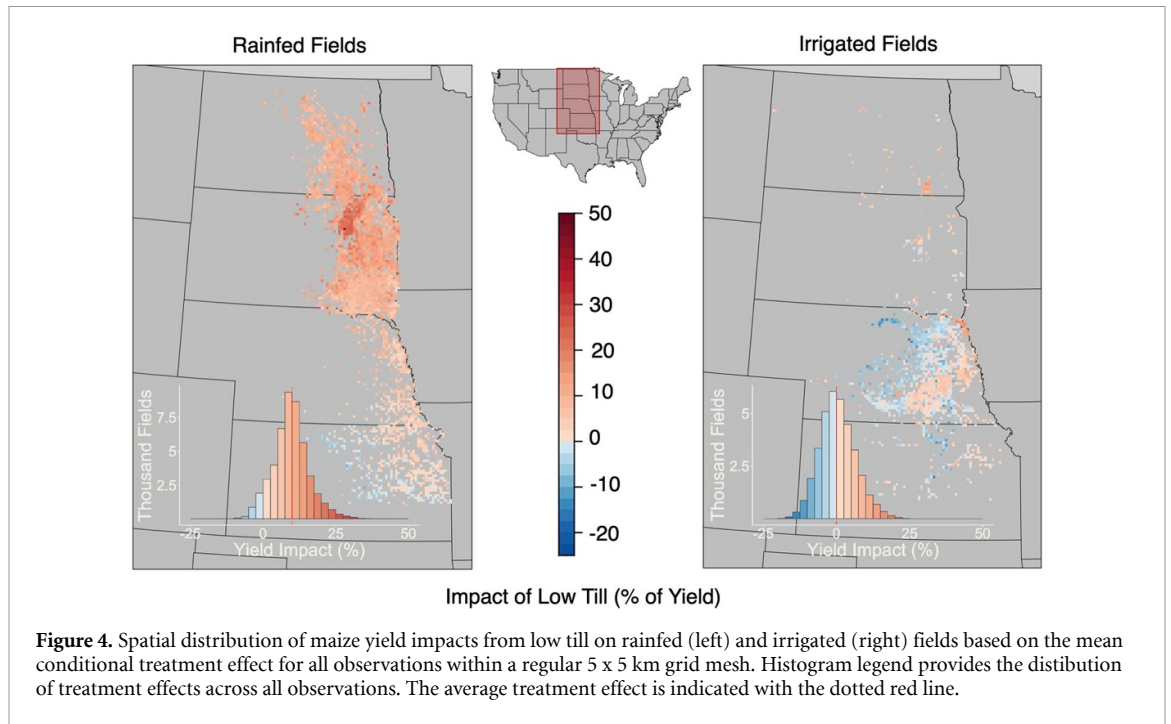 Rainfed Fields
Irrigated Fields
50
40
30
20
10
0
-10
-20
Thousand Fields
7.5
5
2.5
-25
0
25
50
Yield Impact (%)
Thousand Fields
5
2.5
-25
0
25
50
Yield Impact (%)
Impact of Low Till (% of Yield)
Figure 4. Spatial distribution of maize yield impacts from low till on rainfed (left) and irrigated (right) fields based on the mean
conditional treatment effect for all observations within a regular 5 x 5 km grid mesh. Histogram legend provides the distibution
of treatment effects across all observations. The average treatment effect is indicated with the dotted red line.